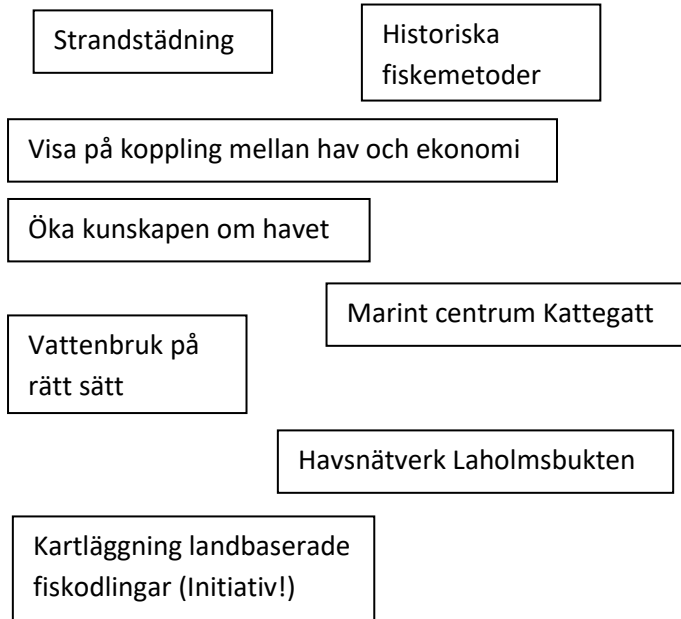 Strandstädning
Historiska
fiskemetoder
Visa på koppling mellan hav och ekonomi
Öka kunskapen om havet
Marint centrum Kattegatt
Vattenbruk på
rätt sätt
Havsnätverk Laholmsbukten
Kartläggning landbaserade
fiskodlingar (Initiativ!)